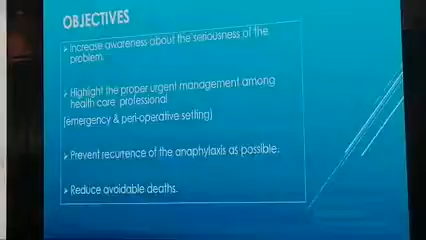 OBJECTIVES
Increase awareness about the seriousness of the
problem.
Highlight the proper urgent management among
health care professional
(emergency & peri-operative setting)
Prevent recurrence of the anaphylaxis as possible.
Reduce avoidable deaths.